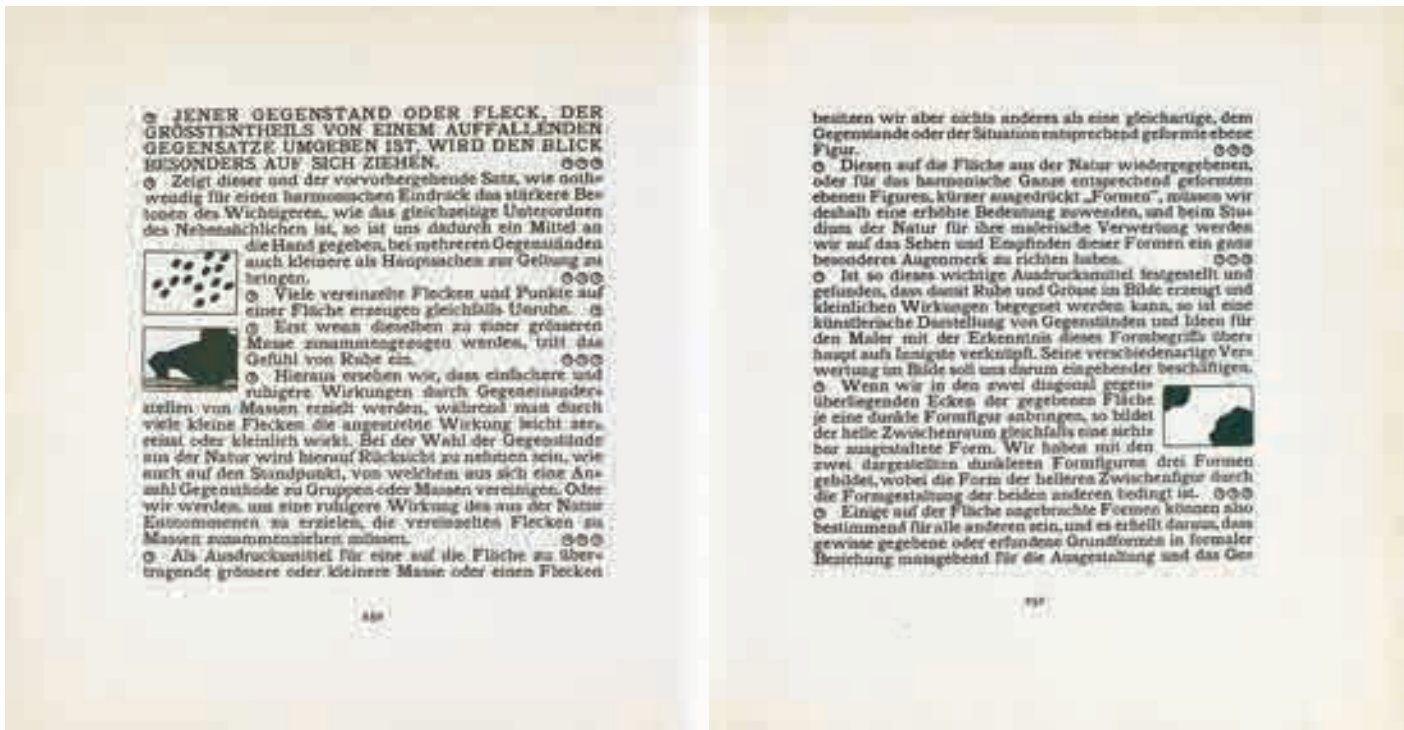 JENER GEGENSTAND ODER FLECK, DER
GRÖSSTENTHEILS VON EINEM AUFFALLENDEN
GEGENSATZE UMGEBEN IST, WIRD DEN BLICK
BESONDERS AUF SICH ZIEHEN.
Zeigt dieser und der vorvorhergehende Satz, wie noth-
wendig für einen harmonischen Eindruck das stärkere Be-
tonen des Wichtigeren, wie das gleichzeitige Unterordnen
des Nebensächlichen ist, so ist uns dadurch ein Mittel an
die Hand gegeben, bei mehreren Gegenständen
auch kleinere als Hauptsachen zur Geltung zu
bringen.
Viele vereinzelte Flecken und Punkte auf
einer Fläche erzeugen gleichfalls Unruhe.
Erst wenn dieselben zu einer grösseren
Masse zusammengezogen werden, tritt das
Gefühl von Ruhe ein.
Hieraus ersehen wir, dass einfachere und
ruhigere Wirkungen durch Gegeneinander-
stellen von Massen erzielt werden, während man durch
viele kleine Flecken die angestrebte Wirkung leicht zer-
reisst oder kleinlich wirkt. Bei der Wahl der Gegenstände
aus der Natur wird hierauf Rücksicht zu nehmen sein, wie
auch auf den Standpunkt, von welchem aus sich eine An-
zahl Gegenstände zu Gruppen oder Massen vereinigen. Oder
wir werden, um eine ruhigere Wirkung des aus der Natur
Entnommenen zu erzielen, die vereinzelten Flecken zu
Massen zusammenziehen müssen.
Als Ausdrucksmittel für eine auf die Fläche zu über-
tragende grössere oder kleinere Masse oder einen Flecken
besitzen wir aber nichts anderes als eine gleichartige, dem
Gegenstande oder der Situation entsprechend geformte ebene
Figur.
Diesen auf die Fläche aus der Natur wiedergegebenen,
oder für das harmonische Ganze entsprechend geformten
ebenen Figuren, kürzer ausgedrückt „Formen“, müssen wir
deshalb eine erhöhte Bedeutung zuwenden, und beim Stu-
dium der Natur für ihre malerische Verwertung werden
wir auf das Sehen und Empfinden dieser Formen ein ganz
besonderes Augenmerk zu richten haben.
Ist so dieses wichtige Ausdrucksmittel festgestellt und
gefunden, dass damit Ruhe und Grösse im Bilde erzeugt und
kleinlichen Wirkungen begegnet werden kann, so ist eine
künstlerische Darstellung von Gegenständen und Ideen für
den Maler mit der Erkenntnis dieses Formbegriffs über-
haupt aufs Innigste verknüpft. Seine verschiedenartige Ver-
wertung im Bilde soll uns darum eingehender beschäftigen.
Wenn wir in den zwei diagonal gegen-
überliegenden Ecken der gegebenen Fläche
je eine dunkle Formfigur anbringen, so bildet
der helle Zwischenraum gleichfalls eine sicht-
bar ausgestaltete Form. Wir haben mit den
zwei dargestellten dunkleren Formfiguren drei Formen
gebildet, wobei die Form der helleren Zwischenfigur durch
die Formgestaltung der beiden anderen bedingt ist.
Einige auf der Fläche angebrachte Formen können also
bestimmend für alle anderen sein, und es erhellt daraus, dass
gewisse gegebene oder erfundene Grundformen in formaler
Beziehung massgebend für die Ausgestaltung und das Ge-